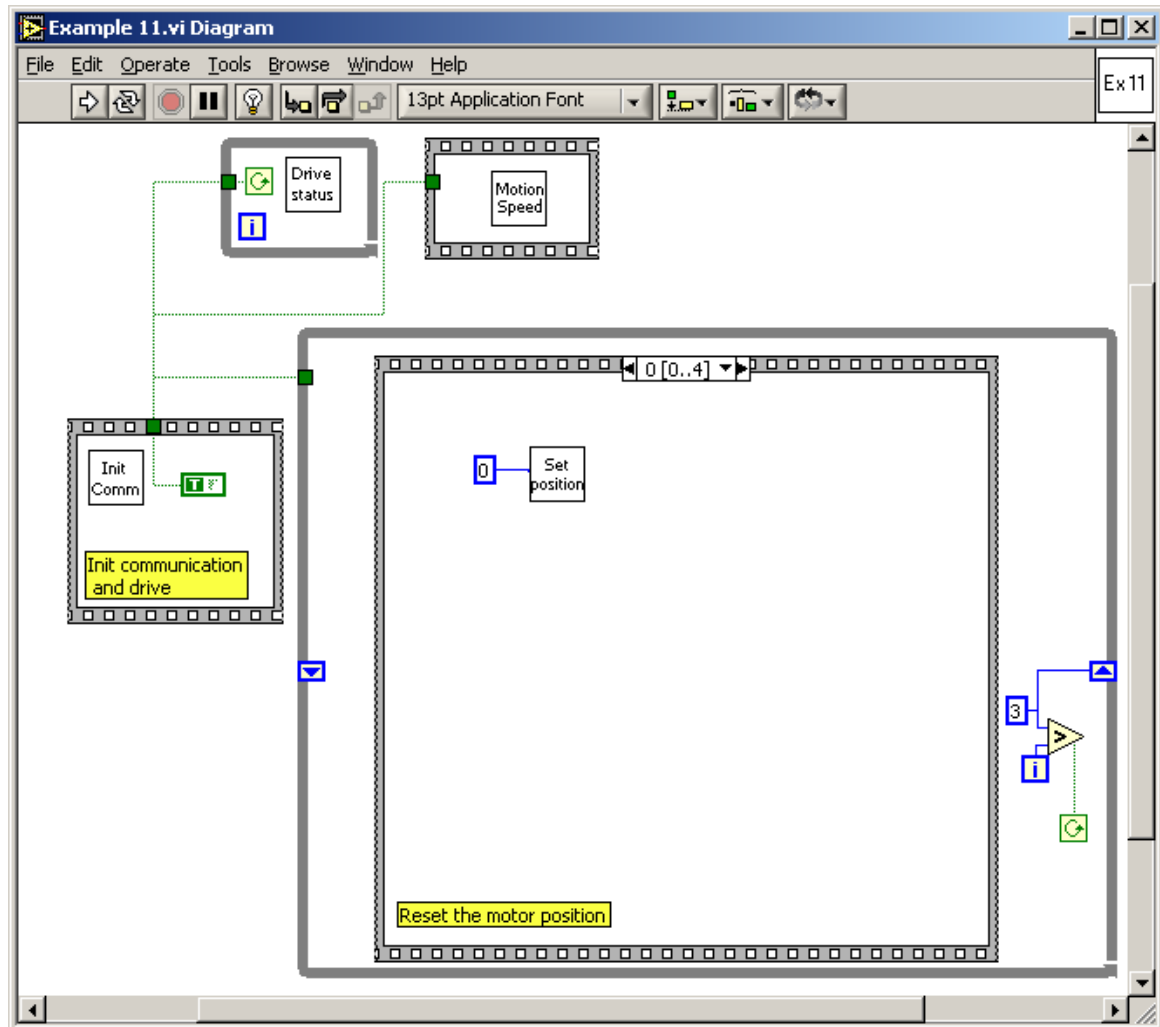 Example 11.vi Diagram
File Edit Operate Tools Browse Window Help
13pt Application Font
Ex 11
Drive
status
i
Motion
Speed
0 [0..4]
Init
Comm
T
0
Set
position
Init communication
and drive
3
>
i
Reset the motor position